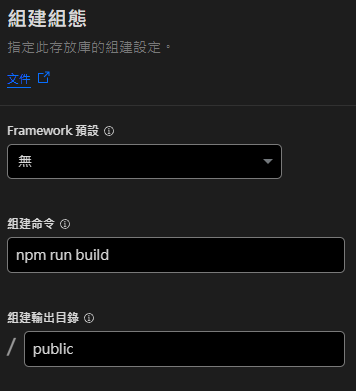 組建組態
指定此存放庫的組建設定。
文件
Framework 預設
無
組建命令
npm run build
組建輸出目錄
/ public